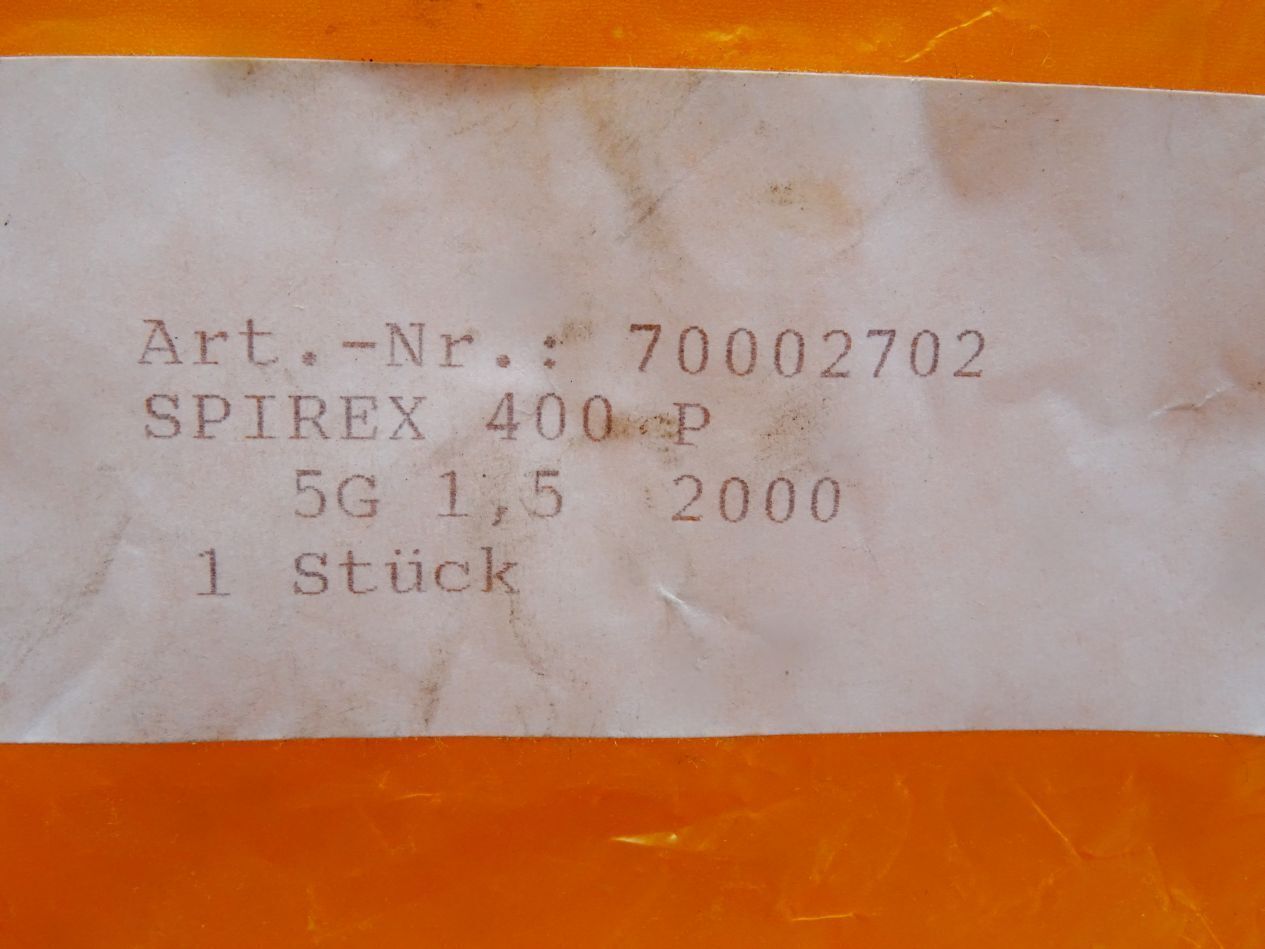 Art.-Nr.: 70002702
SPIREX 400 P
5G 1,5 2000
1 Stück